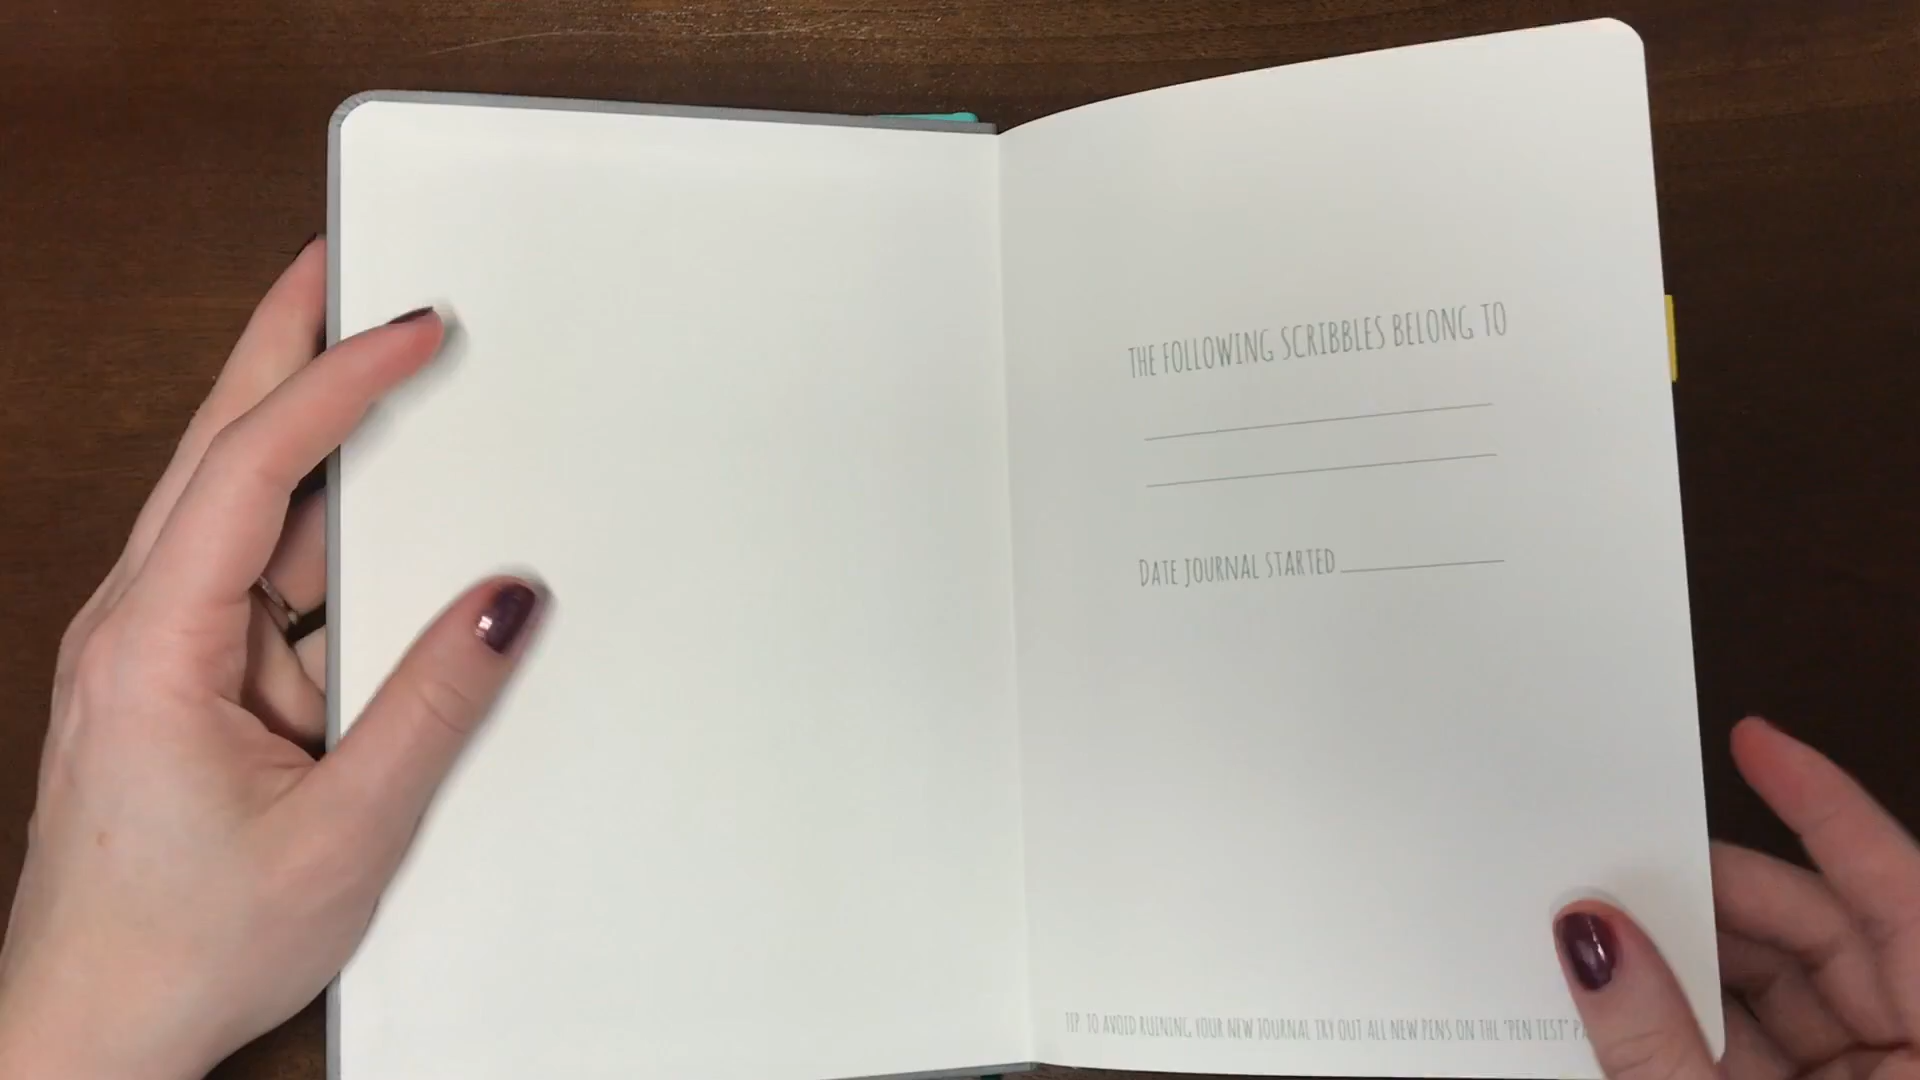 THE FOLLOWING SCRIBBLES BELONG TO
DATE JOURNAL STARTED
TIP: TO AVOID RUINING YOUR NEW JOURNAL TRY OUT ALL NEW PENS ON THE "PEN TEST"